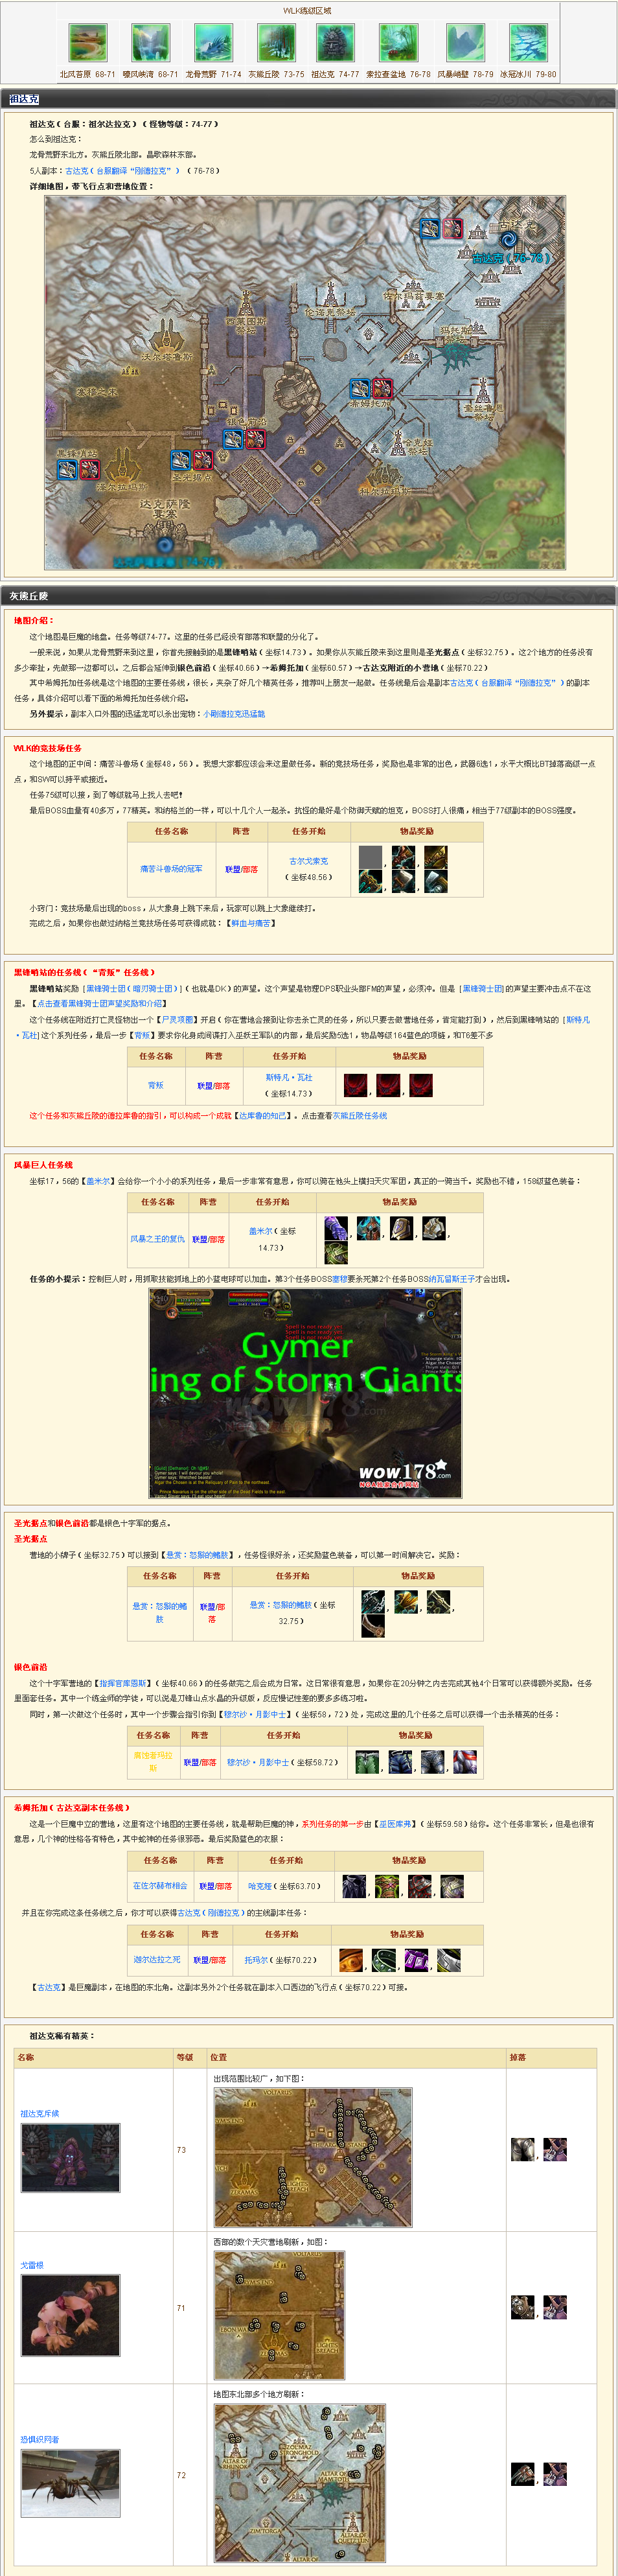 WLK练级区域
北风苔原 68-71 嚎风峡湾 68-71 龙骨荒野 71-74 灰熊丘陵 73-75 祖达克 74-77 索拉查盆地 76-78 风暴峭壁 78-79 冰冠冰川 79-80
祖达克
祖达克（台服：祖尔达拉克）（怪物等级：74-77）
怎么到祖达克：
龙骨荒野东北方。灰熊丘陵北部。晶歌森林东部。
5人副本：古达克（台服翻译“刚德拉克”） （76-78）
详细地图，带飞行点和营地位置：
古达克（76-78）
灰熊丘陵
地图介绍：
这个地图是巨魔的地盘。任务等级74-77。这里的任务已经没有部落和联盟的分化了。
一般来说，如果从龙骨荒野来到这里，你首先接触到的是黑锋哨站（坐标14.73）。如果你从灰熊丘陵来到这里则是圣光据点（坐标32.75）。这2个地方的任务没有
多少牵扯，先做那一边都可以。之后都会延伸到银色前沿（坐标40.66）→希姆托加（坐标60.57）→古达克附近的小营地（坐标70.22）
其中希姆托加任务线是这个地图的主要任务线，很长，夹杂了好几个精英任务，推荐叫上朋友一起做。任务线最后会是副本古达克（台服翻译“刚德拉克”）的副本
任务，具体介绍可以看下面的希姆托加任务线介绍。
另外提示，副本入口外围的迅猛龙可以杀出宠物：小刚德拉克迅猛龍
WLK的竞技场任务
这个地图的正中间：痛苦斗兽场（坐标48，56）。我想大家都应该会来这里做任务。新的竞技场任务，奖励也是非常的出色，武器6选1，水平大概比BT掉落高级一点
点，和SW可以持平或接近。
任务75级可以接，到了等级就马上找人去吧！
最后BOSS血量有40多万，77精英。和纳格兰的一样，可以十几个人一起杀。抗怪的最好是个防御天赋的坦克，BOSS打人很痛，相当于77级副本的BOSS强度。
任务名称 阵营 任务开始 物品奖励
痛苦斗兽场的冠军 联盟/部落 古尔戈索克
（坐标48.56）
小窍门：竞技场最后出现的boss，从大象身上跳下来后，玩家可以跳上大象继续打。
完成之后，如果你也做过纳格兰竞技场任务可获得成就：【鲜血与痛苦】
黑锋哨站的任务线（“背叛”任务线）
黑锋哨站奖励 [黑锋骑士团（暗刃骑士团）]（也就是DK）的声望。这个声望是物理DPS职业头部FM的声望，必须冲。但是 [黑锋骑士团]的声望主要冲击点不在这
里。【点击查看黑锋骑士团声望奖励和介绍】
这个任务线在附近打亡灵怪物出一个【尸灵项圈】开启（你在营地会接到让你去杀亡灵的任务，所以只要去做营地任务，肯定能打到），然后到黑锋哨站的 [斯特凡
·瓦杜]这个系列任务，最后一步【背叛】要求你化身成间谍打入巫妖王军队的内部，最后奖励5选1，物品等级164蓝色的项链，和T6差不多
任务名称 阵营 任务开始 物品奖励
背叛 联盟/部落 斯特凡·瓦杜
（坐标14.73）
这个任务和灰熊丘陵的德拉库鲁的指引，可以构成一个成就【达库鲁的知己】。点击查看灰熊丘陵任务线
风暴巨人任务线
坐标17，56的【盖米尔】会给你一个小小的系列任务，最后一步非常有意思，你可以骑在他头上横扫天灾军团，真正的一骑当千。奖励也不错，158级蓝色装备：
任务名称 阵营 任务开始 物品奖励
风暴之王的复仇 联盟/部落 盖米尔（坐标
14.73）
任务的小提示：控制巨人时，用抓取技能抓地上的小蓝电球可以加血。第3个任务BOSS塞穆要杀死第2个任务BOSS纳瓦留斯王子才会出现。
Gymer
ing of Storm Giants
wow178.com
NGA独家合作网站
圣光据点和银色前沿都是银色十字军的据点。
圣光据点
营地的小牌子（坐标32.75）可以接到【悬赏：怒鳞的鳍肢】，任务怪很好杀，还奖励蓝色装备，可以第一时间解决它。奖励：
任务名称 阵营 任务开始 物品奖励
悬赏：怒鳞的鳍
肢 联盟/部
落 悬赏：怒鳞的鳍肢（坐标
32.75）
银色前沿
这个十字军营地的【指挥官库恩斯】（坐标40.66）的任务做完之后会成为日常。这日常很有意思，如果你在20分钟之内去完成其他4个日常可以获得额外奖励。任务
里面套任务。其中一个练金师的学徒，可以说是刀锋山点水晶的升级版，反应慢记性差的要多多练习啦。
同时，第一次做这个任务时，其中一个步骤会指引你到【穆尔沙·月影中士】（坐标58，72）处，完成这里的几个任务之后可以获得一个击杀精英的任务：
任务名称 阵营 任务开始 物品奖励
腐蚀者玛拉
斯 联盟/部落 穆尔沙·月影中士（坐标58.72）
希姆托加（古达克副本任务线）
这是一个巨魔中立的营地，这里有这个地图的主要任务线，就是帮助巨魔的神，系列任务的第一步由【巫医库弗】（坐标59.58）给你。这个任务非常长，但是也很有
意思，几个神的性格各有特色，其中蛇神的任务很邪恶。最后奖励蓝色的衣服：
任务名称 阵营 任务开始 物品奖励
在佐尔赫布相会 联盟/部落 哈克娅（坐标63.70）
并且在你完成这条任务线之后，你才可以获得古达克（刚德拉克）的主线副本任务：
任务名称 阵营 任务开始 物品奖励
迦尔达拉之死 联盟/部落 托玛尔（坐标70.22）
【古达克】是巨魔副本，在地图的东北角。这副本另外2个任务就在副本入口西边的飞行点（坐标70.22）可接。
祖达克稀有精英：
名称 等级 位置 掉落
祖达克斥候 73 出现范围比较广，如下图：
戈雷根 71 西部的数个天灾营地刷新，如图：
恐惧织网者 72 地图东北部多个地方刷新：